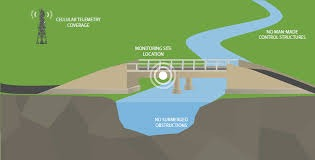 CELLULAR TELEMETRY
COVERAGE
NO MAN-MADE
CONTROL STRUCTURES
MONITORING SITE
LOCATION
NO SUBMERGED
OBSTRUCTIONS